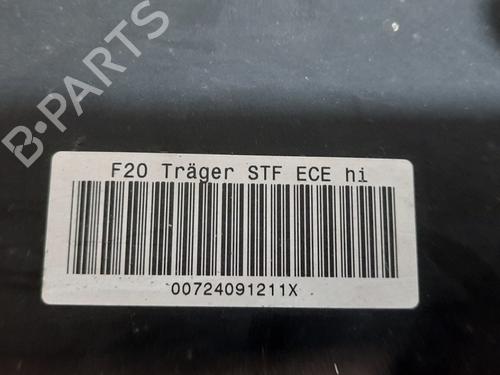 B-PARTS
F20 Träger STF ECE hi
00724091211X